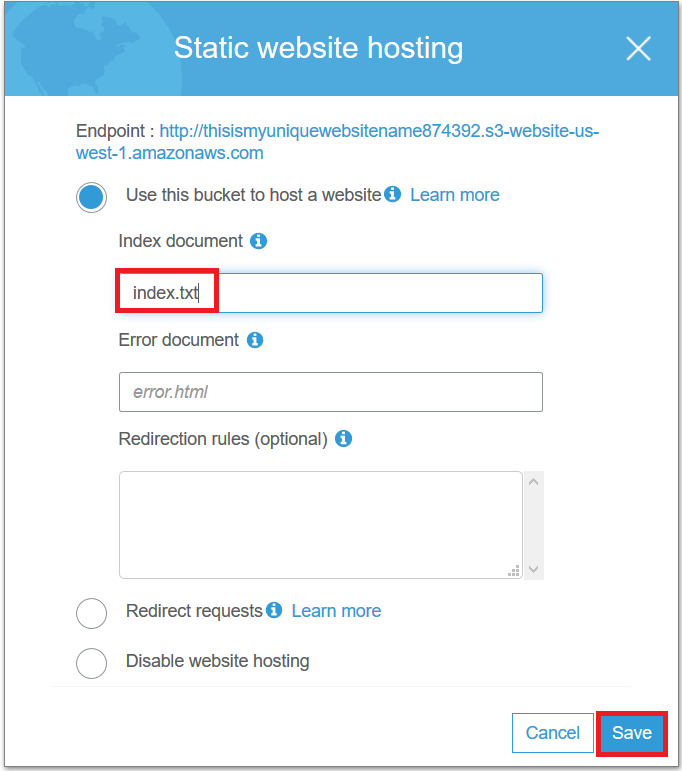 Static website hosting
Endpoint : http://thisismyuniquewebsitename874392.s3-website-us-
west-1.amazonaws.com
Use this bucket to host a website Learn more
Index document
index.txt
Error document
error.html
Redirection rules (optional)
Redirect requests Learn more
Disable website hosting
Cancel Save